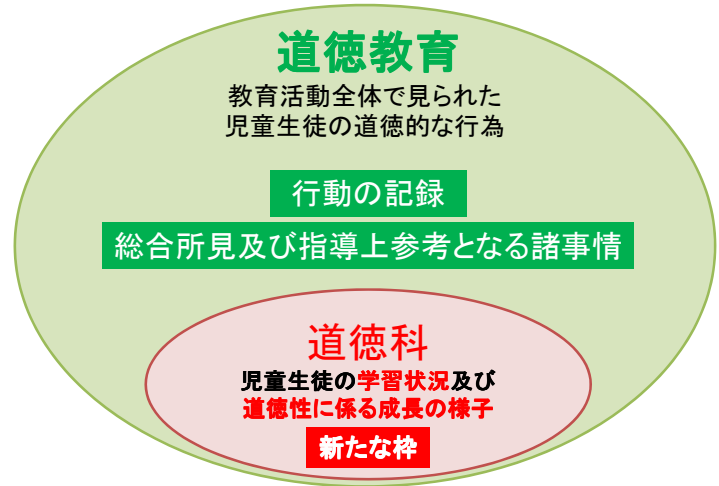 道徳教育
教育活動全体で見られた
児童生徒の道徳的な行為
行動の記録
総合所見及び指導上参考となる諸事情
道徳科
児童生徒の学習状況及び
道徳性に係る成長の様子
新たな枠